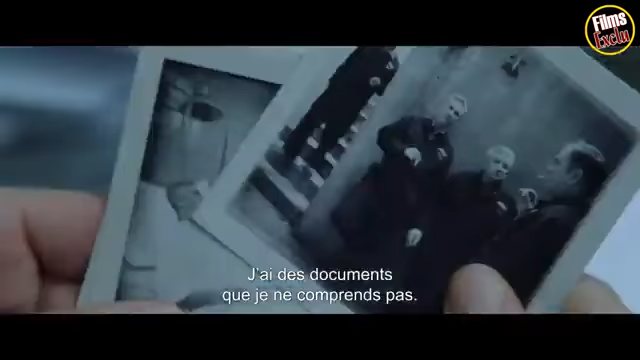 Films
Exclu
J'ai des documents
que je ne comprends pas.